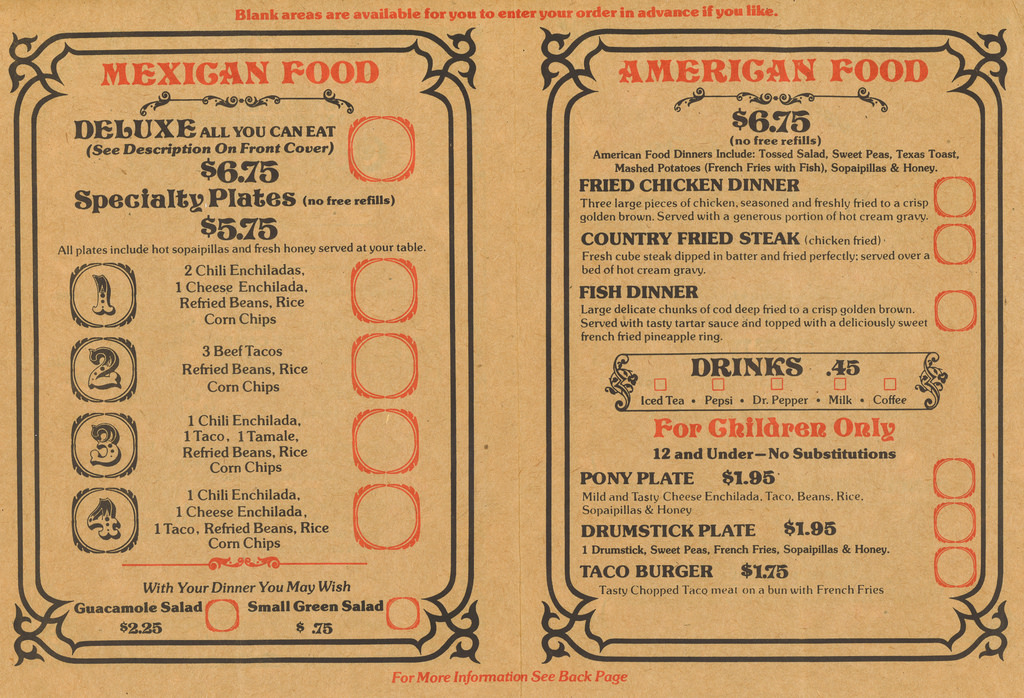 Blank areas are available for you to enter your order in advance if you like.
MEXICAN FOOD
DELUXE ALL YOU CAN EAT
(See Description On Front Cover)
$6.75
Specialty Plates (no free refills)
$5.75
All plates include hot sopaipillas and fresh honey served at your table.
1
2 Chili Enchiladas,
1 Cheese Enchilada,
Refried Beans, Rice
Corn Chips
2
3 Beef Tacos
Refried Beans, Rice
Corn Chips
3
1 Chili Enchilada,
1 Taco, 1 Tamale,
Refried Beans, Rice
Corn Chips
4
1 Chili Enchilada,
1 Cheese Enchilada,
1 Taco, Refried Beans, Rice
Corn Chips
With Your Dinner You May Wish
Guacamole Salad Small Green Salad
$2.25 $ .75
AMERICAN FOOD
$6.75
(no free refills)
American Food Dinners Include: Tossed Salad, Sweet Peas, Texas Toast,
Mashed Potatoes (French Fries with Fish), Sopaipillas & Honey.
FRIED CHICKEN DINNER
Three large pieces of chicken, seasoned and freshly fried to a crisp
golden brown. Served with a generous portion of hot cream gravy.
COUNTRY FRIED STEAK (chicken fried)
Fresh cube steak dipped in batter and fried perfectly; served over a
bed of hot cream gravy.
FISH DINNER
Large delicate chunks of cod deep fried to a crisp golden brown.
Served with tasty tartar sauce and topped with a deliciously sweet
french fried pineapple ring.
DRINKS .45
Iced Tea • Pepsi • Dr. Pepper • Milk • Coffee
For Children Only
12 and Under—No Substitutions
PONY PLATE $1.95
Mild and Tasty Cheese Enchilada, Taco, Beans, Rice,
Sopaipillas & Honey
DRUMSTICK PLATE $1.95
1 Drumstick, Sweet Peas, French Fries, Sopaipillas & Honey.
TACO BURGER $1.75
Tasty Chopped Taco meat on a bun with French Fries
For More Information See Back Page